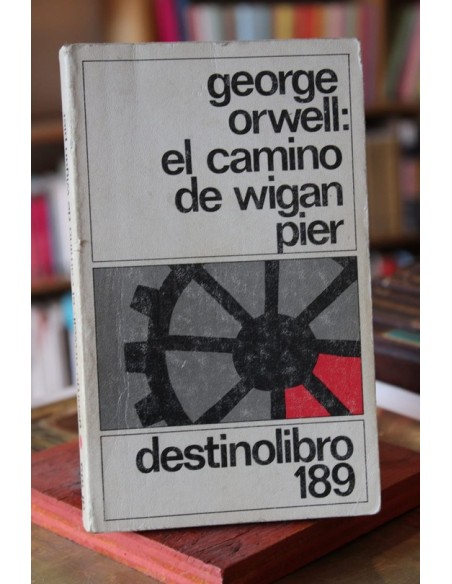 george
orwell:
el camino
de wigan
pier
destinolibro
189